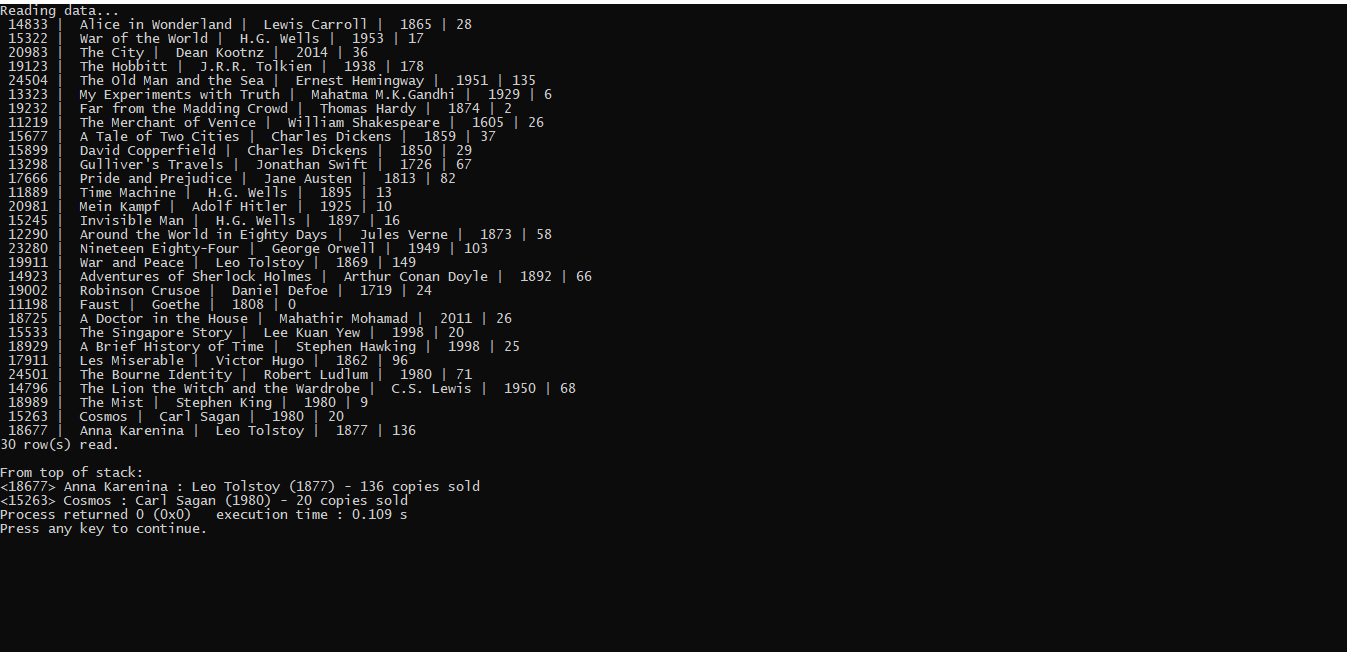 Reading data...
14833 |  Alice in Wonderland |  Lewis Carroll |  1865 | 28
15322 |  War of the World |  H.G. Wells |  1953 | 17
20983 |  The City |  Dean Kootnz |  2014 | 36
19123 |  The Hobbitt |  J.R.R. Tolkien |  1938 | 178
24504 |  The Old Man and the Sea |  Ernest Hemingway |  1951 | 135
13323 |  My Experiments with Truth |  Mahatma M.K.Gandhi |  1929 | 6
19232 |  Far from the Madding Crowd |  Thomas Hardy |  1874 | 2
11219 |  The Merchant of Venice |  William Shakespeare |  1605 | 26
15677 |  A Tale of Two Cities |  Charles Dickens |  1859 | 37
15899 |  David Copperfield |  Charles Dickens |  1850 | 29
13298 |  Gulliver's Travels |  Jonathan Swift |  1726 | 67
17666 |  Pride and Prejudice |  Jane Austen |  1813 | 82
11889 |  Time Machine |  H.G. Wells |  1895 | 13
20981 |  Mein Kampf |  Adolf Hitler |  1925 | 10
15245 |  Invisible Man |  H.G. Wells |  1897 | 16
12290 |  Around the World in Eighty Days |  Jules Verne |  1873 | 58
23280 |  Nineteen Eighty-Four |  George Orwell |  1949 | 103
19911 |  War and Peace |  Leo Tolstoy |  1869 | 149
14923 |  Adventures of Sherlock Holmes |  Arthur Conan Doyle |  1892 | 66
19002 |  Robinson Crusoe |  Daniel Defoe |  1719 | 24
11198 |  Faust |  Goethe |  1808 | 0
18725 |  A Doctor in the House |  Mahathir Mohamad |  2011 | 26
15533 |  The Singapore Story |  Lee Kuan Yew |  1998 | 20
18929 |  A Brief History of Time |  Stephen Hawking |  1998 | 25
17911 |  Les Miserable |  Victor Hugo |  1862 | 96
24501 |  The Bourne Identity |  Robert Ludlum |  1980 | 71
14796 |  The Lion the Witch and the Wardrobe |  C.S. Lewis |  1950 | 68
18989 |  The Mist |  Stephen King |  1980 | 9
15263 |  Cosmos |  Carl Sagan |  1980 | 20
18677 |  Anna Karenina |  Leo Tolstoy |  1877 | 136
30 row(s) read.
From top of stack:
<18677> Anna Karenina : Leo Tolstoy (1877) - 136 copies sold
<15263> Cosmos : Carl Sagan (1980) - 20 copies sold
Process returned 0 (0x0)   execution time : 0.109 s
Press any key to continue.